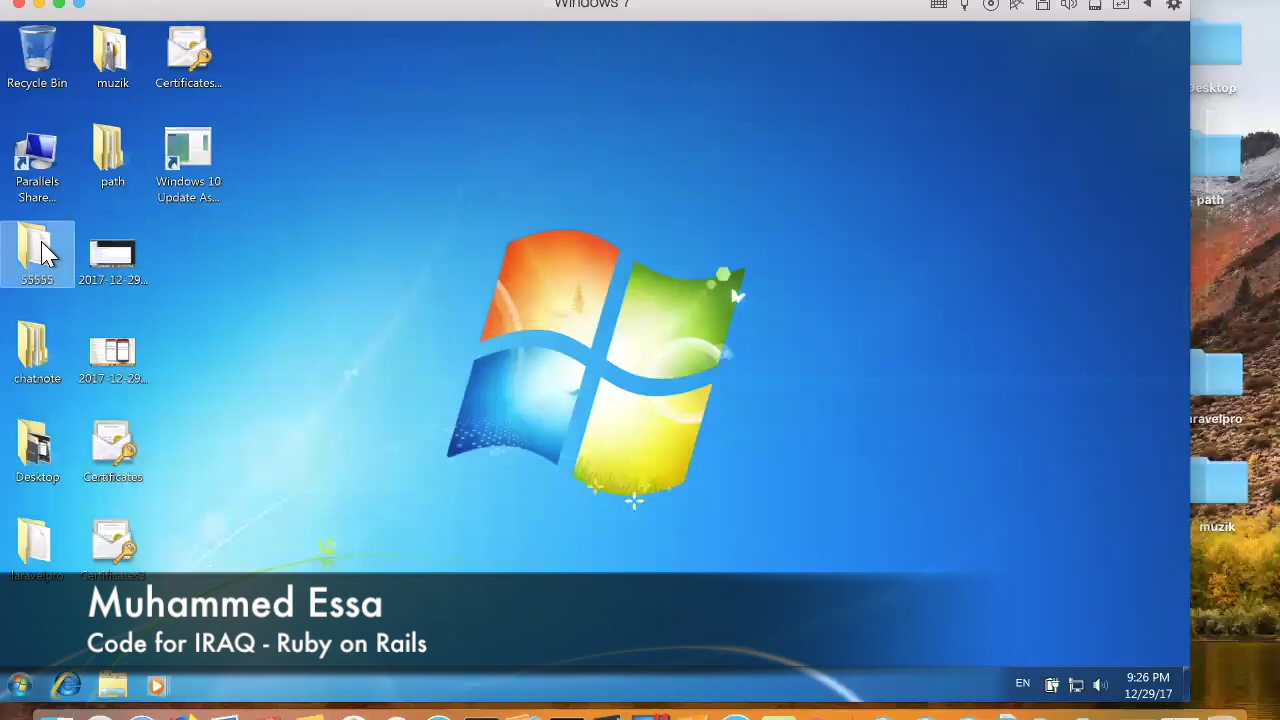 Windows 7
Recycle Bin
muzik
Certificates...
Parallels
Share...
path
Windows 10
Update As...
55555
2017-12-29...
chatnote
2017-12-29...
Desktop
Certificates
laravelpro
Certificates3
Desktop
path
laravelpro
muzik
Muhammed Essa
Code for IRAQ - Ruby on Rails
EN
9:26 PM
12/29/17